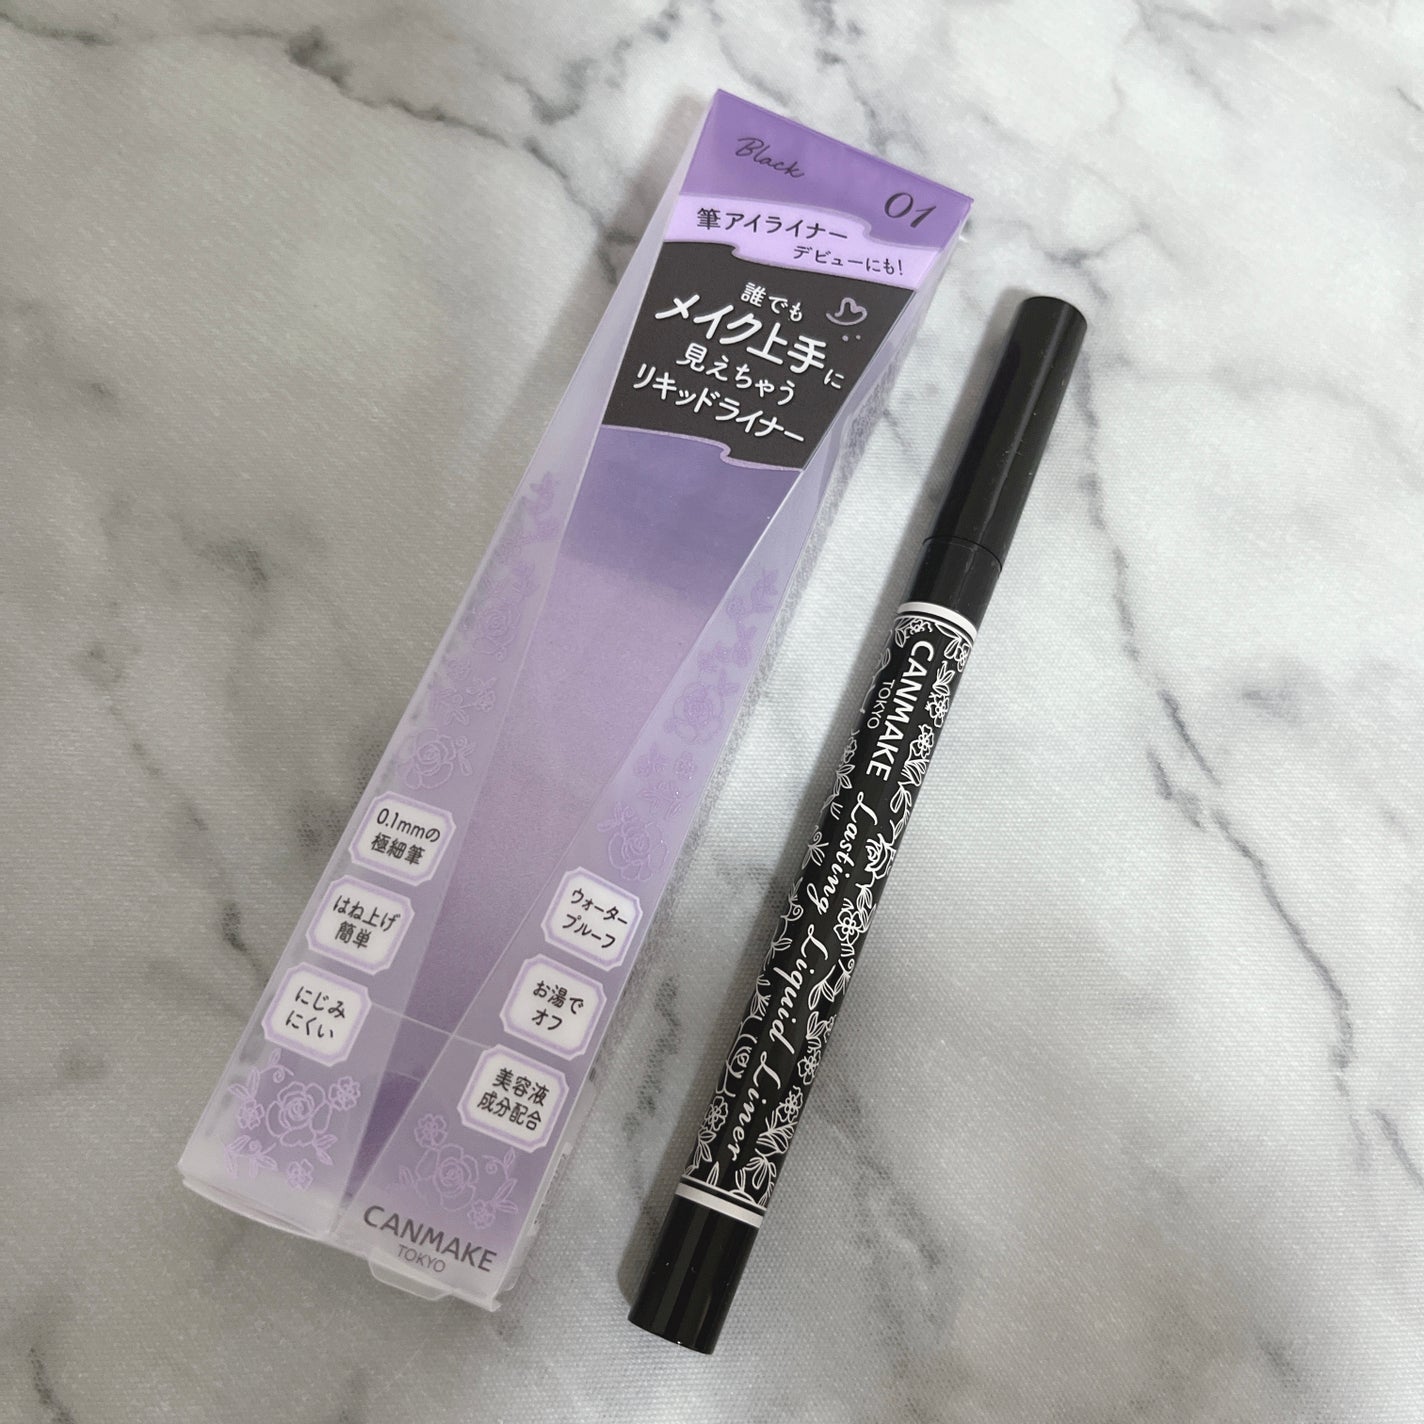 Black
01
筆アイライナー
デビューにも!
誰でも
メイク上手に
見えちゃう
リキッドライナー
0.1mmの
極細筆
はね上げ
簡単
にじみ
にくい
ウォーター
プルーフ
お湯で
オフ
美容液
成分配合
CANMAKE
TOKYO
CANMAKE
TOKYO
Lasting Liquid Liner